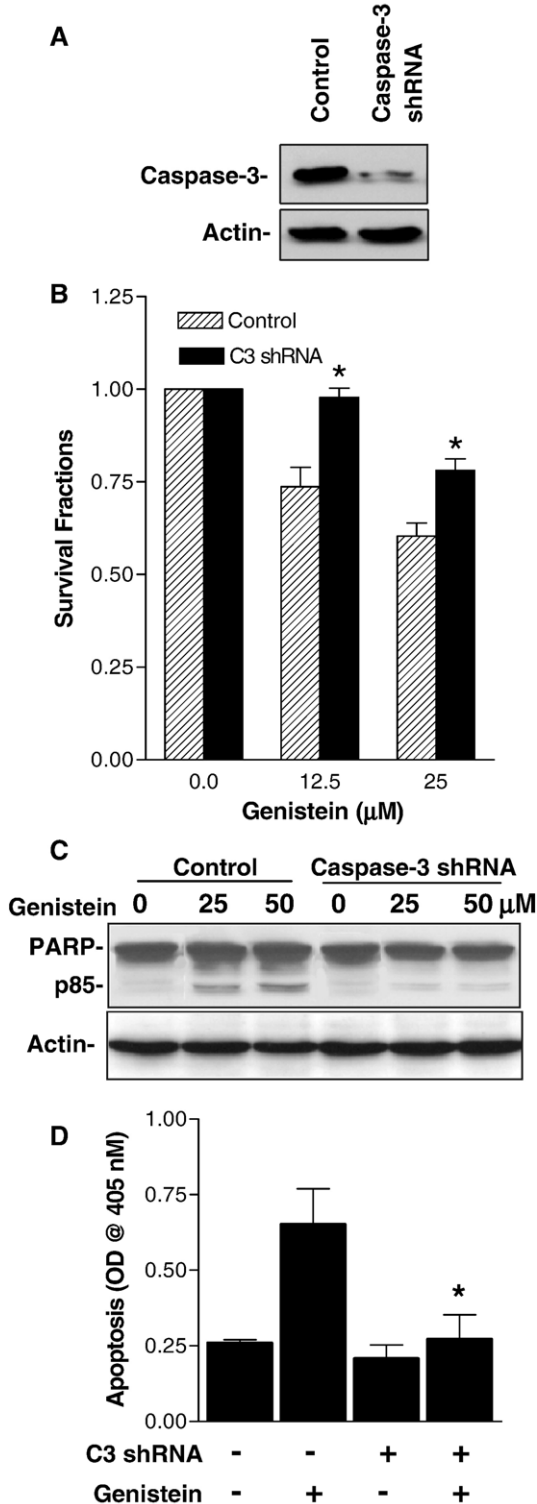 A
Control
Caspase-3
shRNA
Caspase-3-
Actin-
B
1.25
1.00
0.75
0.50
0.25
0.00
Survival Fractions
Control
C3 shRNA
*
*
0.0 12.5 25
Genistein (μM)
C
Control Caspase-3 shRNA
Genistein 0 25 50 0 25 50 μM
PARP-
p85-
Actin-
D
1.00
0.75
0.50
0.25
0.00
Apoptosis (OD @ 405 nM)
*
C3 shRNA - - + +
Genistein - + - +